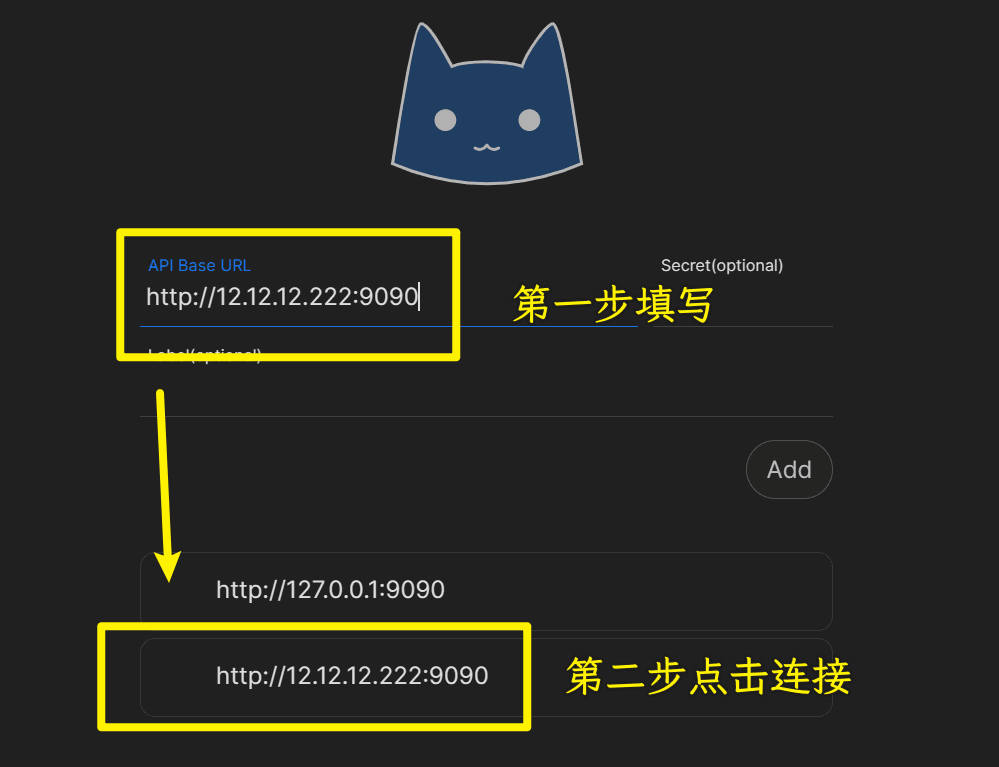 API Base URL
Secret(optional)
http://12.12.12.222:9090
第一步填写
Label(optional)
Add
http://127.0.0.1:9090
http://12.12.12.222:9090
第二步点击连接